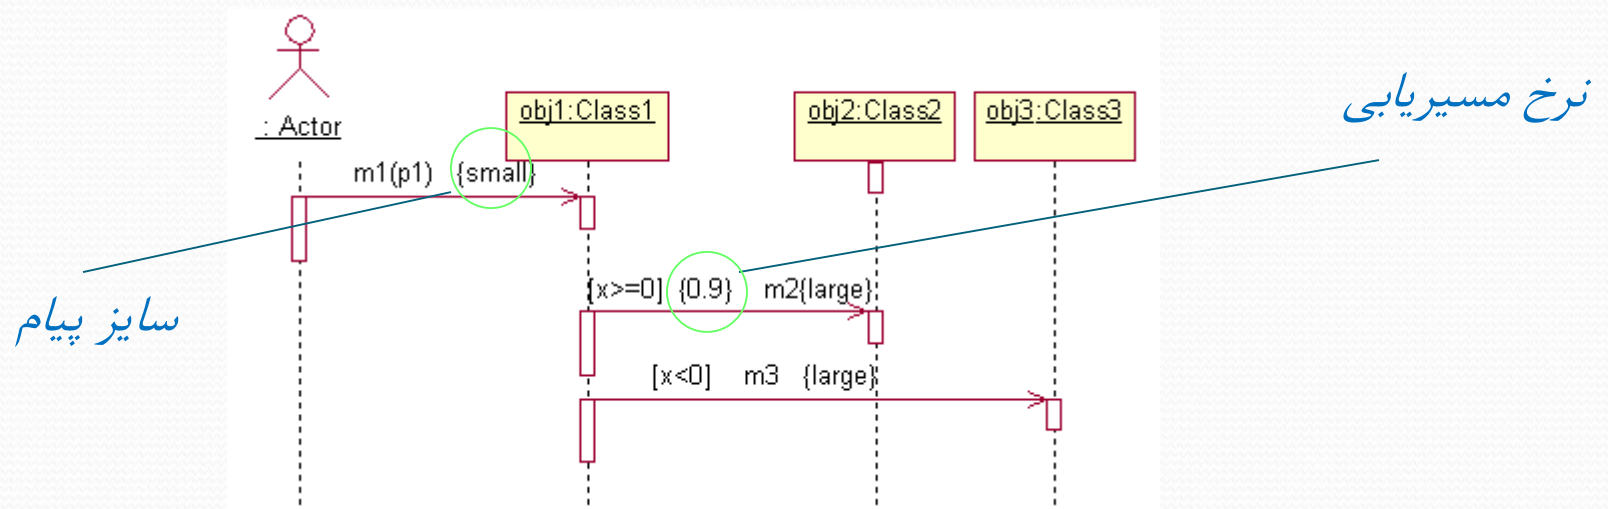 نرخ مسیریابی
obj1:Class1
obj2:Class2
obj3:Class3
: Actor
m1(p1) {small}
[x>=0] {0.9} m2{large}
سایز پیام
[x<0] m3 {large}